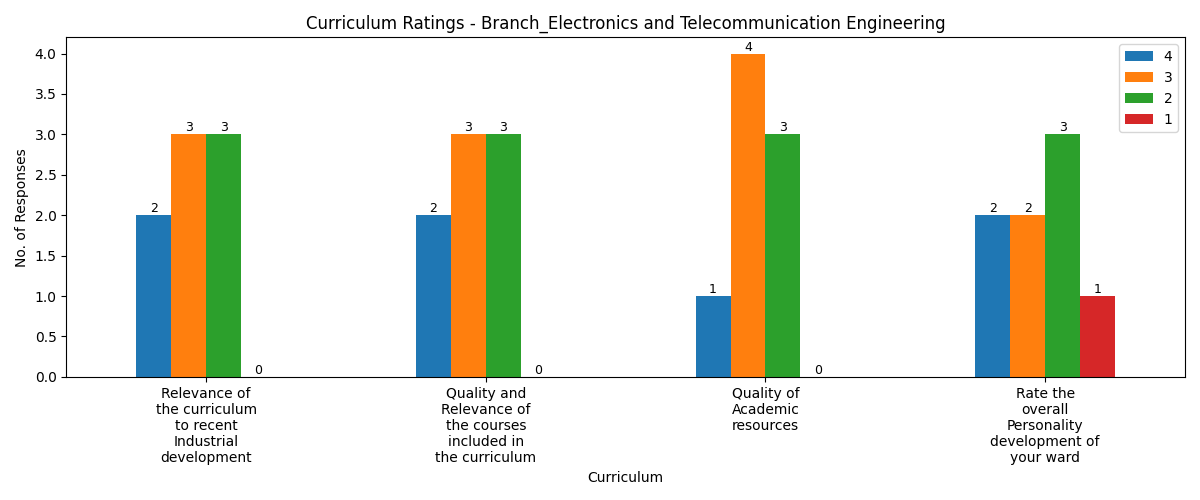 Curriculum Ratings - Branch_Electronics and Telecommunication Engineering
No. of Responses
4.0
3.5
3.0
2.5
2.0
1.5
1.0
0.5
0.0
2
3
3
0
2
3
3
0
1
4
3
0
2
2
3
1
4
3
2
1
Relevance of
the curriculum
to recent
Industrial
development
Quality and
Relevance of
the courses
included in
the curriculum
Quality of
Academic
resources
Rate the
overall
Personality
development of
your ward
Curriculum